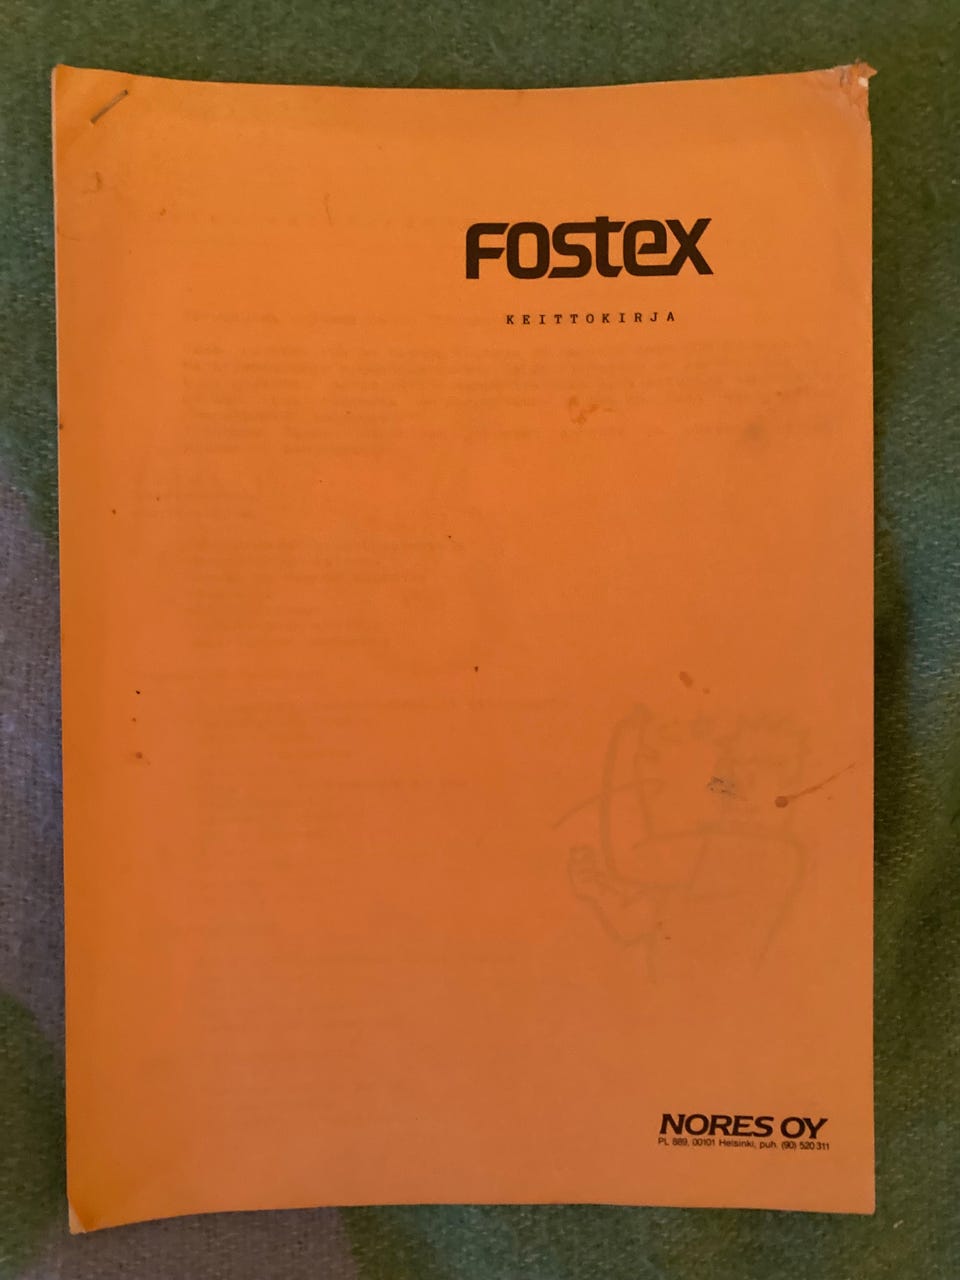 Fostex
KEITTOKIRJA
NORES OY
PL 889, 00101 Helsinki, puh. (90) 520 311